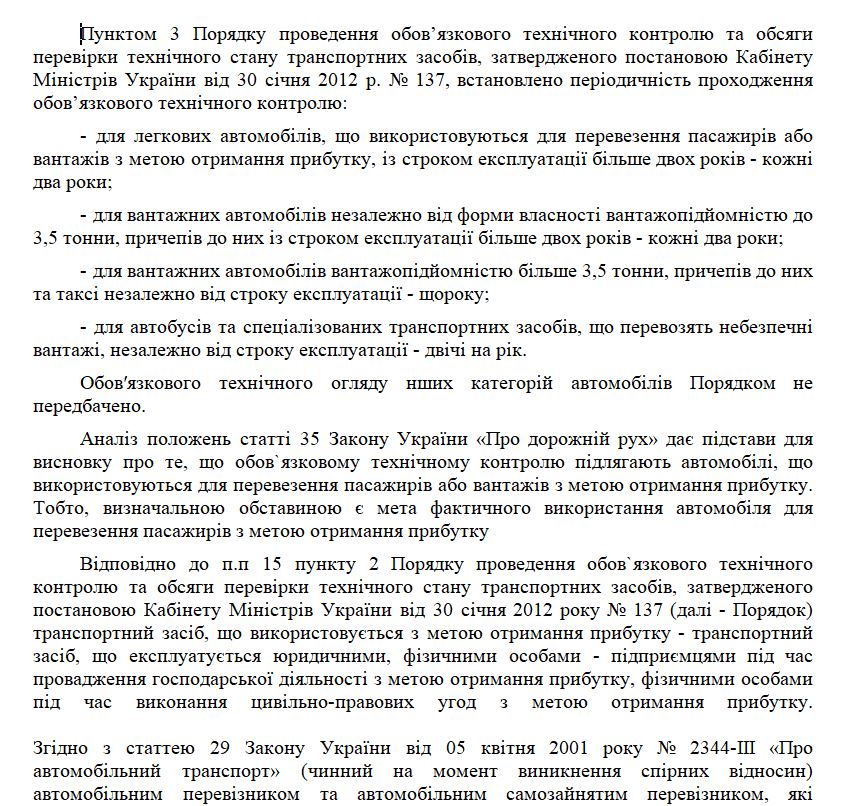 Пунктом 3 Порядку проведення обов’язкового технічного контролю та обсяги
перевірки технічного стану транспортних засобів, затвердженого постановою Кабінету
Міністрів України від 30 січня 2012 р. № 137, встановлено періодичність проходження
обов’язкового технічного контролю:
- для легкових автомобілів, що використовуються для перевезення пасажирів або
вантажів з метою отримання прибутку, із строком експлуатації більше двох років - кожні
два роки;
- для вантажних автомобілів незалежно від форми власності вантажопідйомністю до
3,5 тонни, причепів до них із строком експлуатації більше двох років - кожні два роки;
- для вантажних автомобілів вантажопідйомністю більше 3,5 тонни, причепів до них
та таксі незалежно від строку експлуатації - щороку;
- для автобусів та спеціалізованих транспортних засобів, що перевозять небезпечні
вантажі, незалежно від строку експлуатації - двічі на рік.
Обов'язкового технічного огляду нших категорій автомобілів Порядком не
передбачено.
Аналіз положень статті 35 Закону України «Про дорожній рух» дає підстави для
висновку про те, що обов`язковому технічному контролю підлягають автомобілі, що
використовуються для перевезення пасажирів або вантажів з метою отримання прибутку.
Тобто, визначальною обставиною є мета фактичного використання автомобіля для
перевезення пасажирів з метою отримання прибутку
Відповідно до п.п 15 пункту 2 Порядку проведення обов`язкового технічного
контролю та обсяги перевірки технічного стану транспортних засобів, затвердженого
постановою Кабінету Міністрів України від 30 січня 2012 року № 137 (далі - Порядок)
транспортний засіб, що використовується з метою отримання прибутку - транспортний
засіб, що експлуатується юридичними, фізичними особами - підприємцями під час
провадження господарської діяльності з метою отримання прибутку, фізичними особами
під час виконання цивільно-правових угод з метою отримання прибутку.
Згідно з статтею 29 Закону України від 05 квітня 2001 року № 2344-III «Про
автомобільний транспорт» (чинний на момент виникнення спірних відносин)
автомобільним перевізником та автомобільним самозайнятим перевізником, які